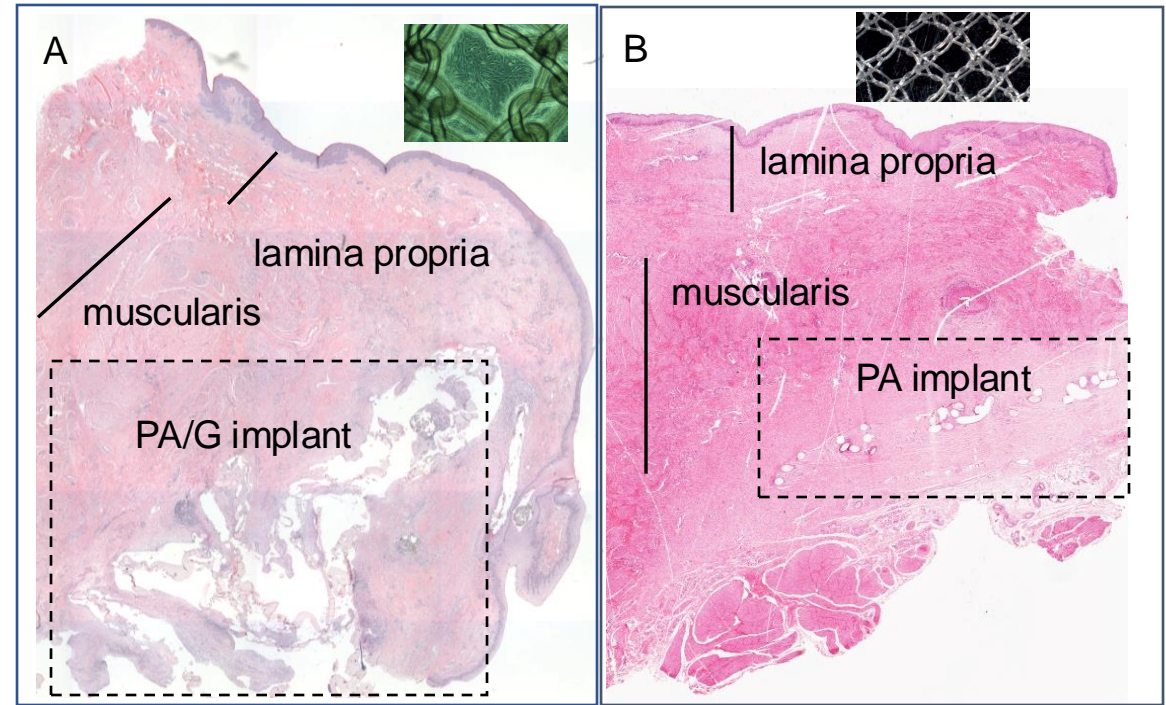 A
lamina propria
muscularis
PA/G implant
B
lamina propria
muscularis
PA implant